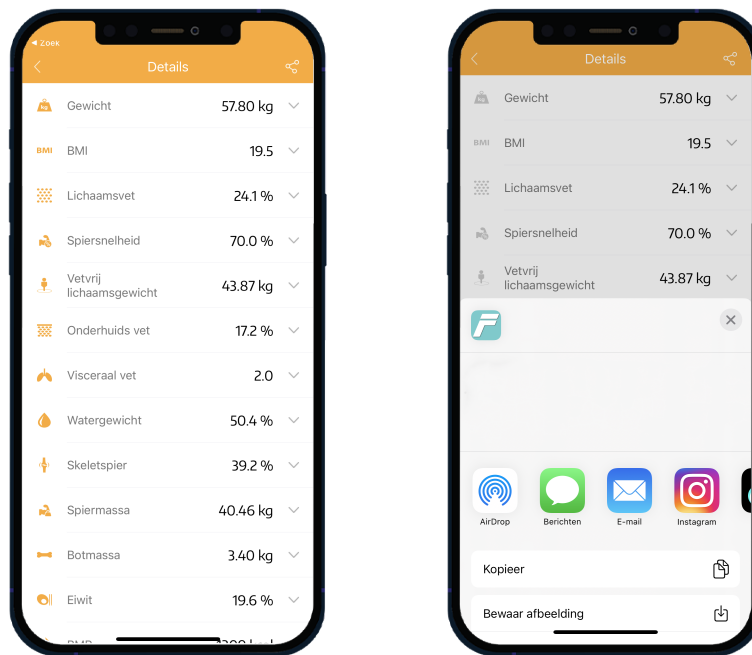 ◀ Zoek
Details
kg Gewicht 57.80 kg
BMI BMI 19.5
Lichaamsvet 24.1 %
Spiersnelheid 70.0 %
Vetvrij
lichaamsgewicht 43.87 kg
Onderhuids vet 17.2 %
Visceraal vet 2.0
Watergewicht 50.4 %
Skeletspier 39.2 %
Spiermassa 40.46 kg
Botmassa 3.40 kg
Eiwit 19.6 %
Details
kg Gewicht 57.80 kg
BMI BMI 19.5
Lichaamsvet 24.1 %
Spiersnelheid 70.0 %
Vetvrij
lichaamsgewicht 43.87 kg
AirDrop Berichten E-mail Instagram
Kopieer
Bewaar afbeelding